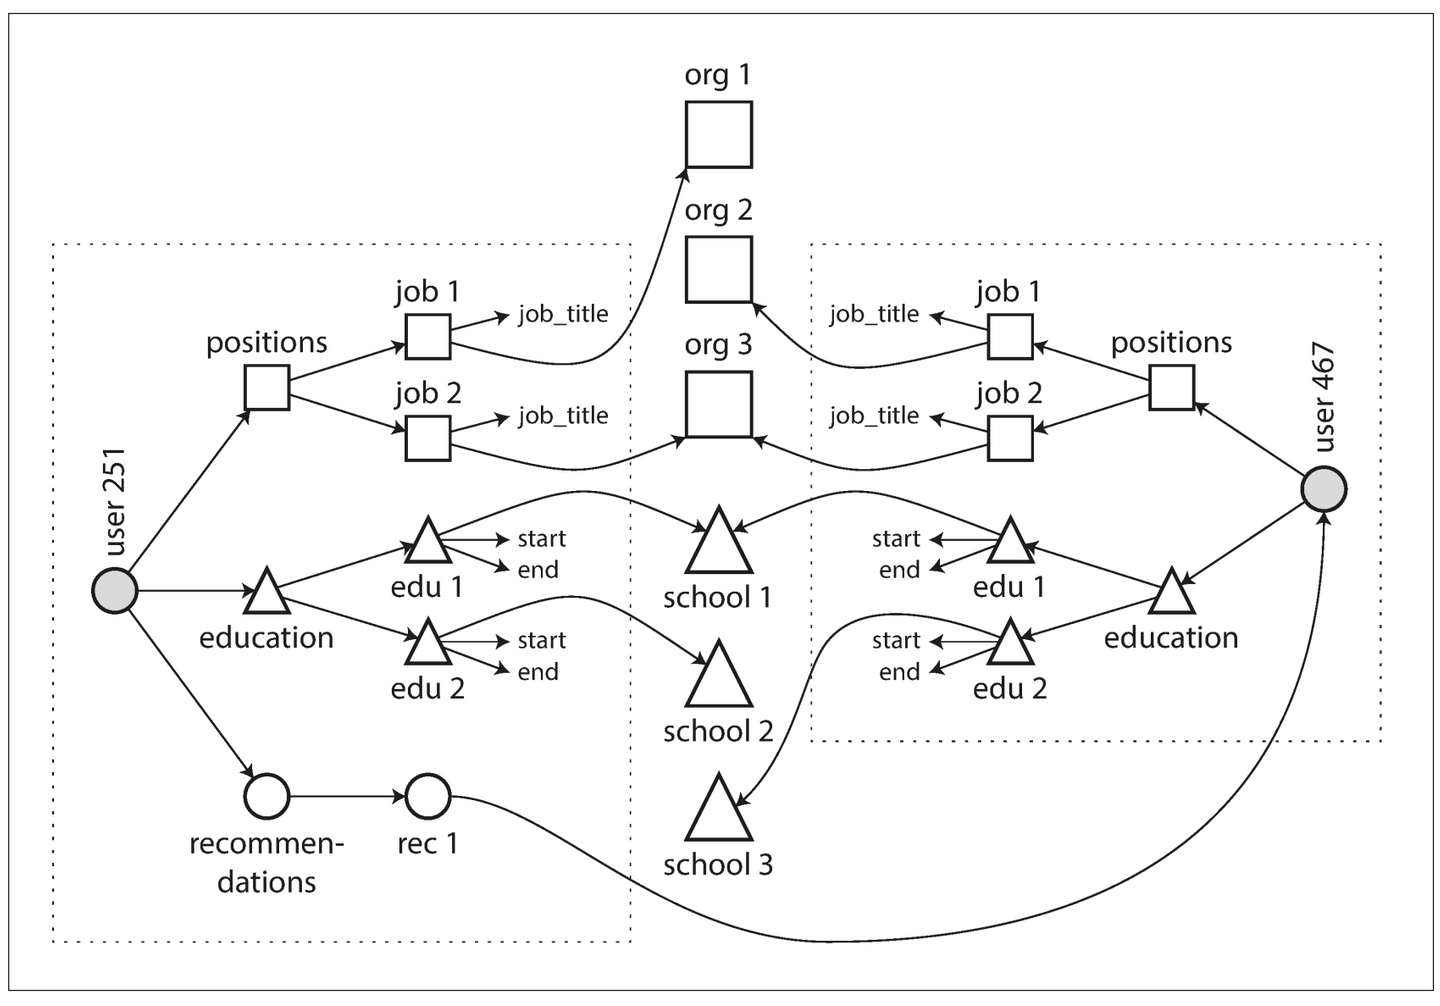 org 1
org 2
org 3
school 1
school 2
school 3
user 251
positions
job 1
job_title
job 2
job_title
education
edu 1
start
end
edu 2
start
end
recommen-
dations
rec 1
user 467
positions
job 1
job_title
job 2
job_title
education
edu 1
start
end
edu 2
start
end